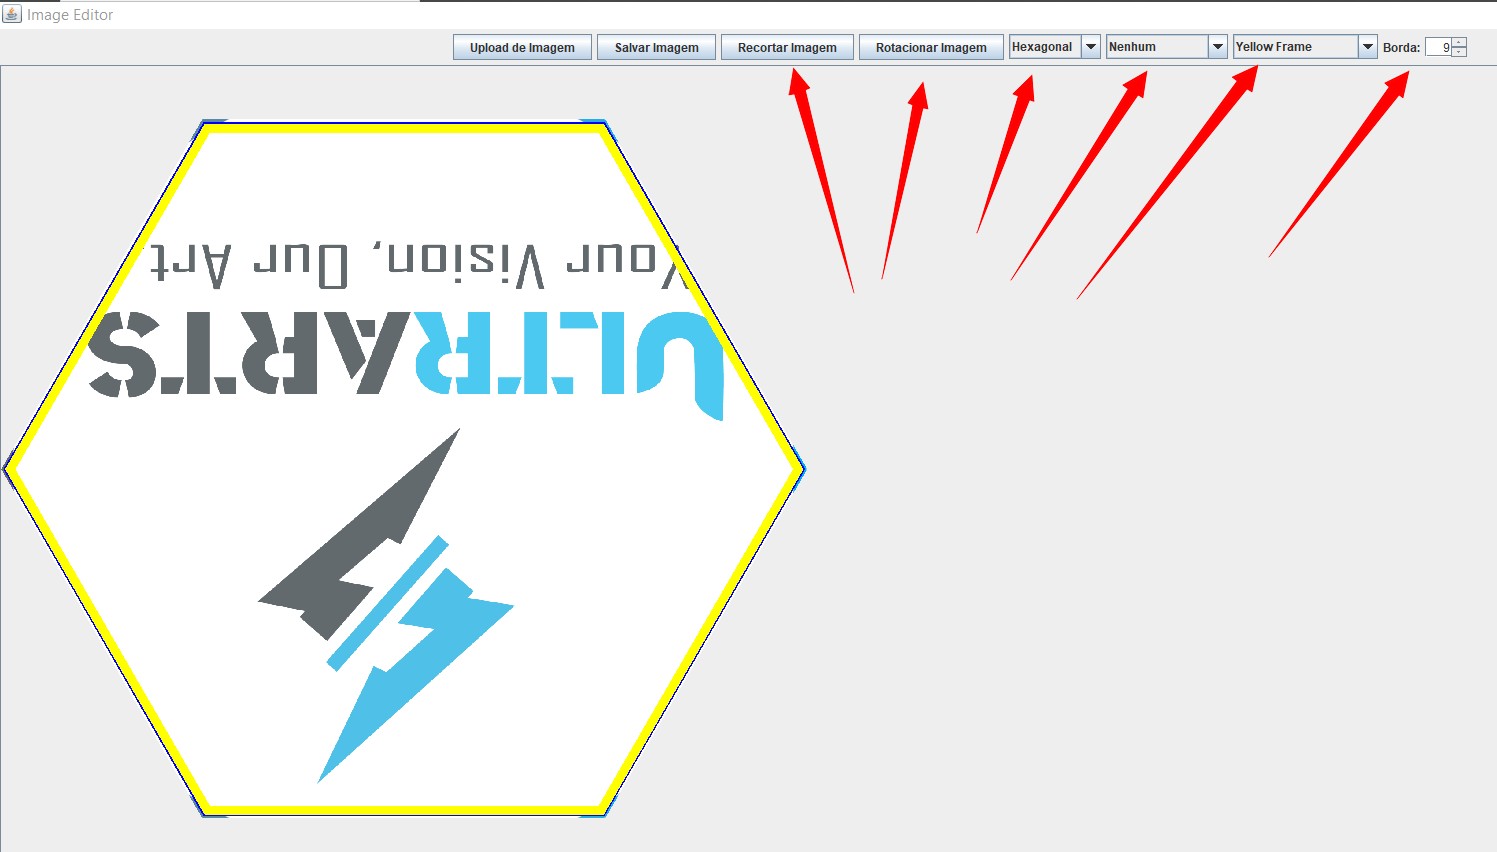 Image Editor
Upload de Imagem Salvar Imagem Recortar Imagem Rotacionar Imagem Hexagonal Nenhum Yellow Frame Borda: 9
Your Vision, Our Art.
ULTRARTS